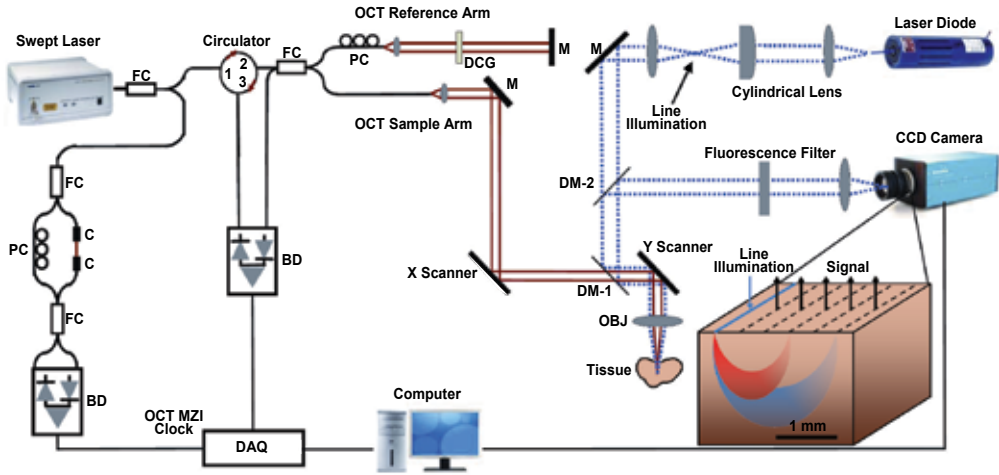 OCT Reference Arm
Swept Laser
Circulator
FC
FC
1
2
3
PC
DCG
M
M
Laser Diode
Line
Illumination
Cylindrical Lens
M
OCT Sample Arm
CCD Camera
Fluorescence Filter
DM-2
FC
PC
C
C
BD
X Scanner
Y Scanner
DM-1
Line
Illumination
Signal
FC
OBJ
Tissue
BD
Computer
OCT MZI
Clock
DAQ
1 mm